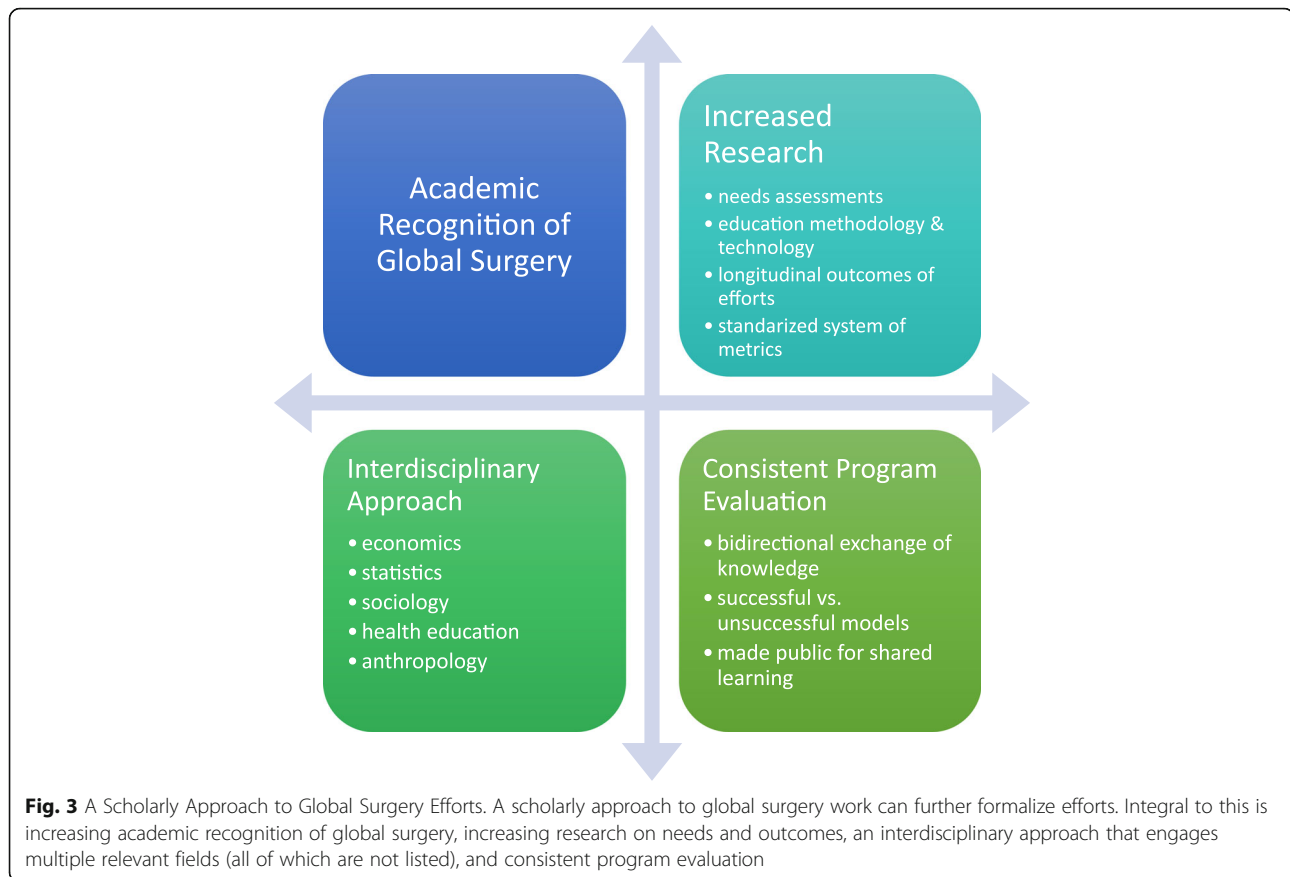 Academic
Recognition of
Global Surgery
Increased
Research
• needs assessments
• education methodology &
technology
• longitudinal outcomes of
efforts
• standarized system of
metrics
Interdisciplinary
Approach
• economics
• statistics
• sociology
• health education
• anthropology
Consistent Program
Evaluation
• bidirectional exchange of
knowledge
• successful vs.
unsuccessful models
• made public for shared
learning
Fig. 3 A Scholarly Approach to Global Surgery Efforts. A scholarly approach to global surgery work can further formalize efforts. Integral to this is
increasing academic recognition of global surgery, increasing research on needs and outcomes, an interdisciplinary approach that engages
multiple relevant fields (all of which are not listed), and consistent program evaluation